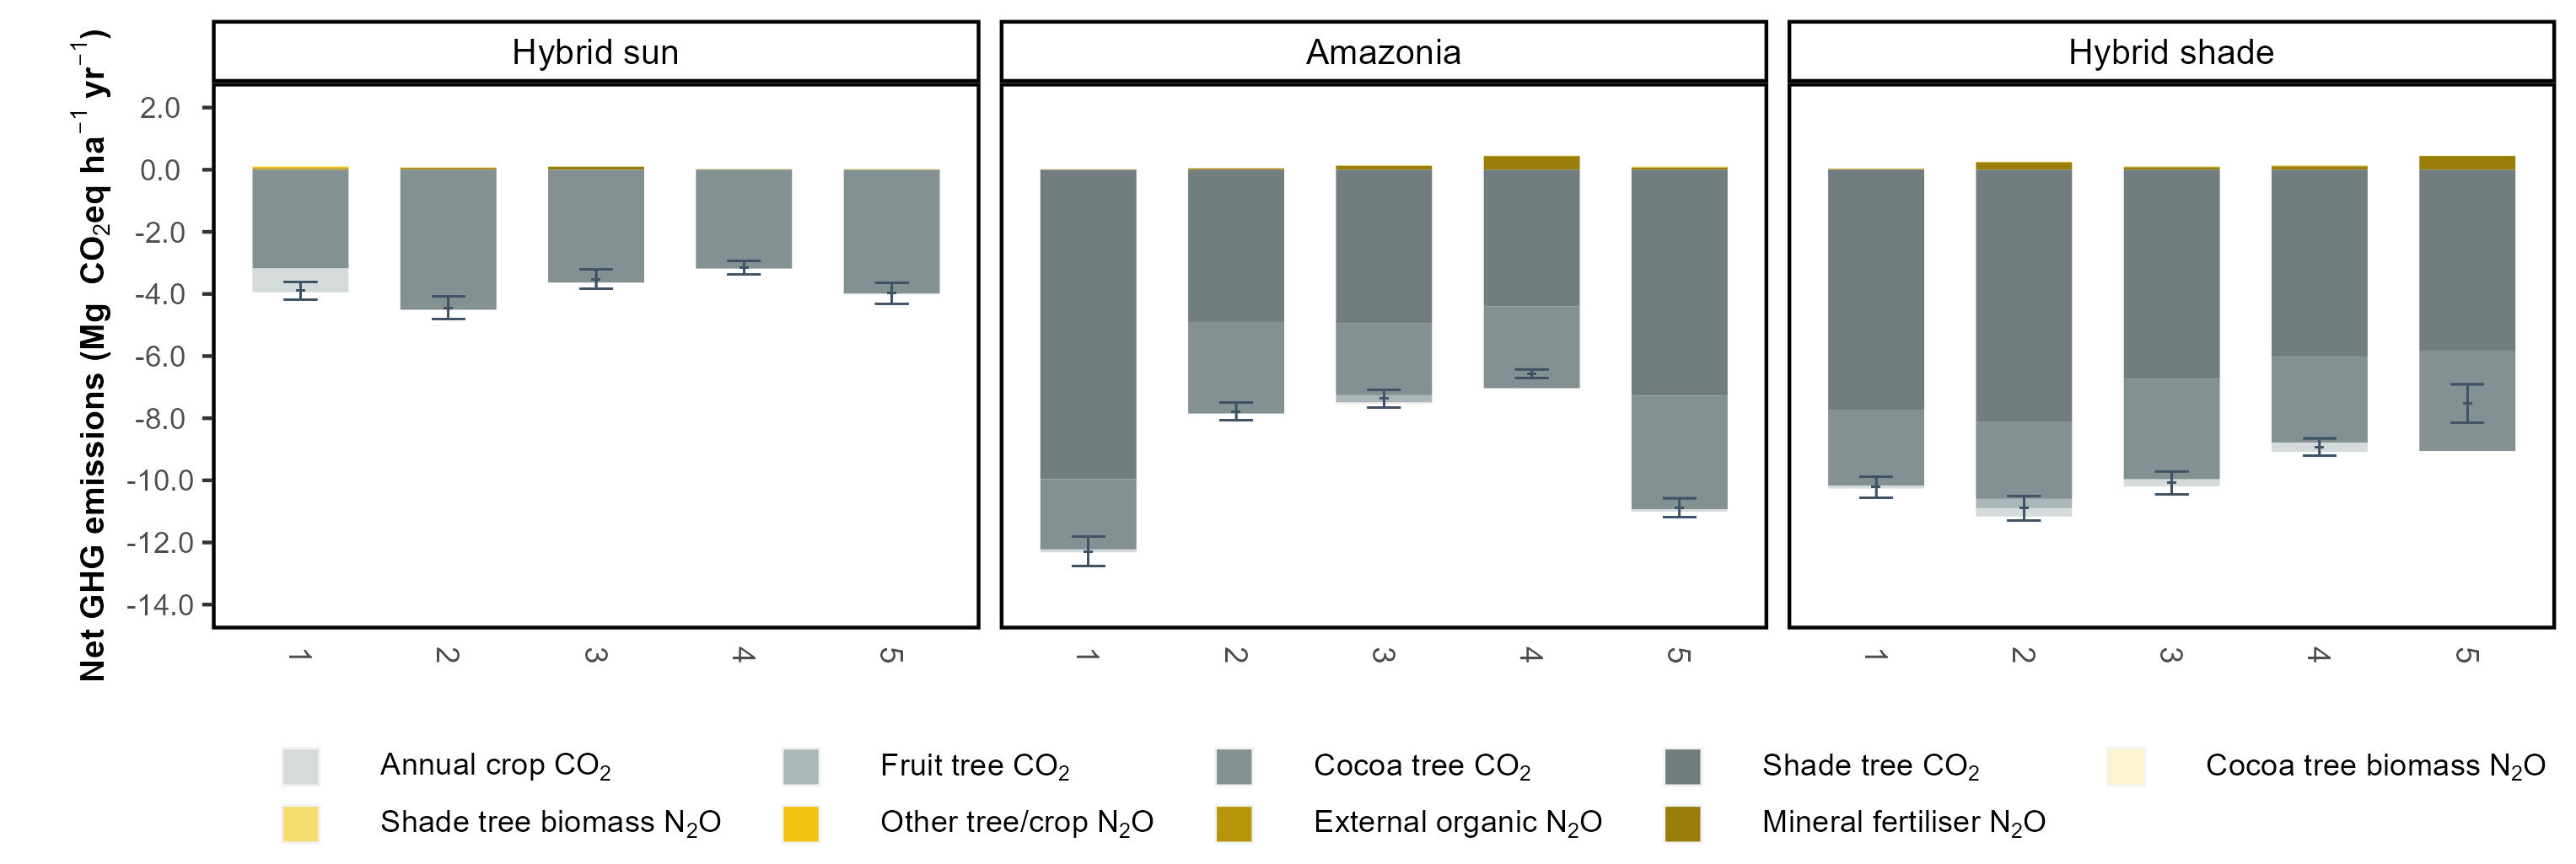 Hybrid sun
Amazonia
Hybrid shade
Net GHG emissions (Mg CO₂eq ha⁻¹ yr⁻¹)
2.0
0.0
-2.0
-4.0
-6.0
-8.0
-10.0
-12.0
-14.0
1 2 3 4 5
1 2 3 4 5
1 2 3 4 5
Annual crop CO₂
Fruit tree CO₂
Cocoa tree CO₂
Shade tree CO₂
Cocoa tree biomass N₂O
Shade tree biomass N₂O
Other tree/crop N₂O
External organic N₂O
Mineral fertiliser N₂O